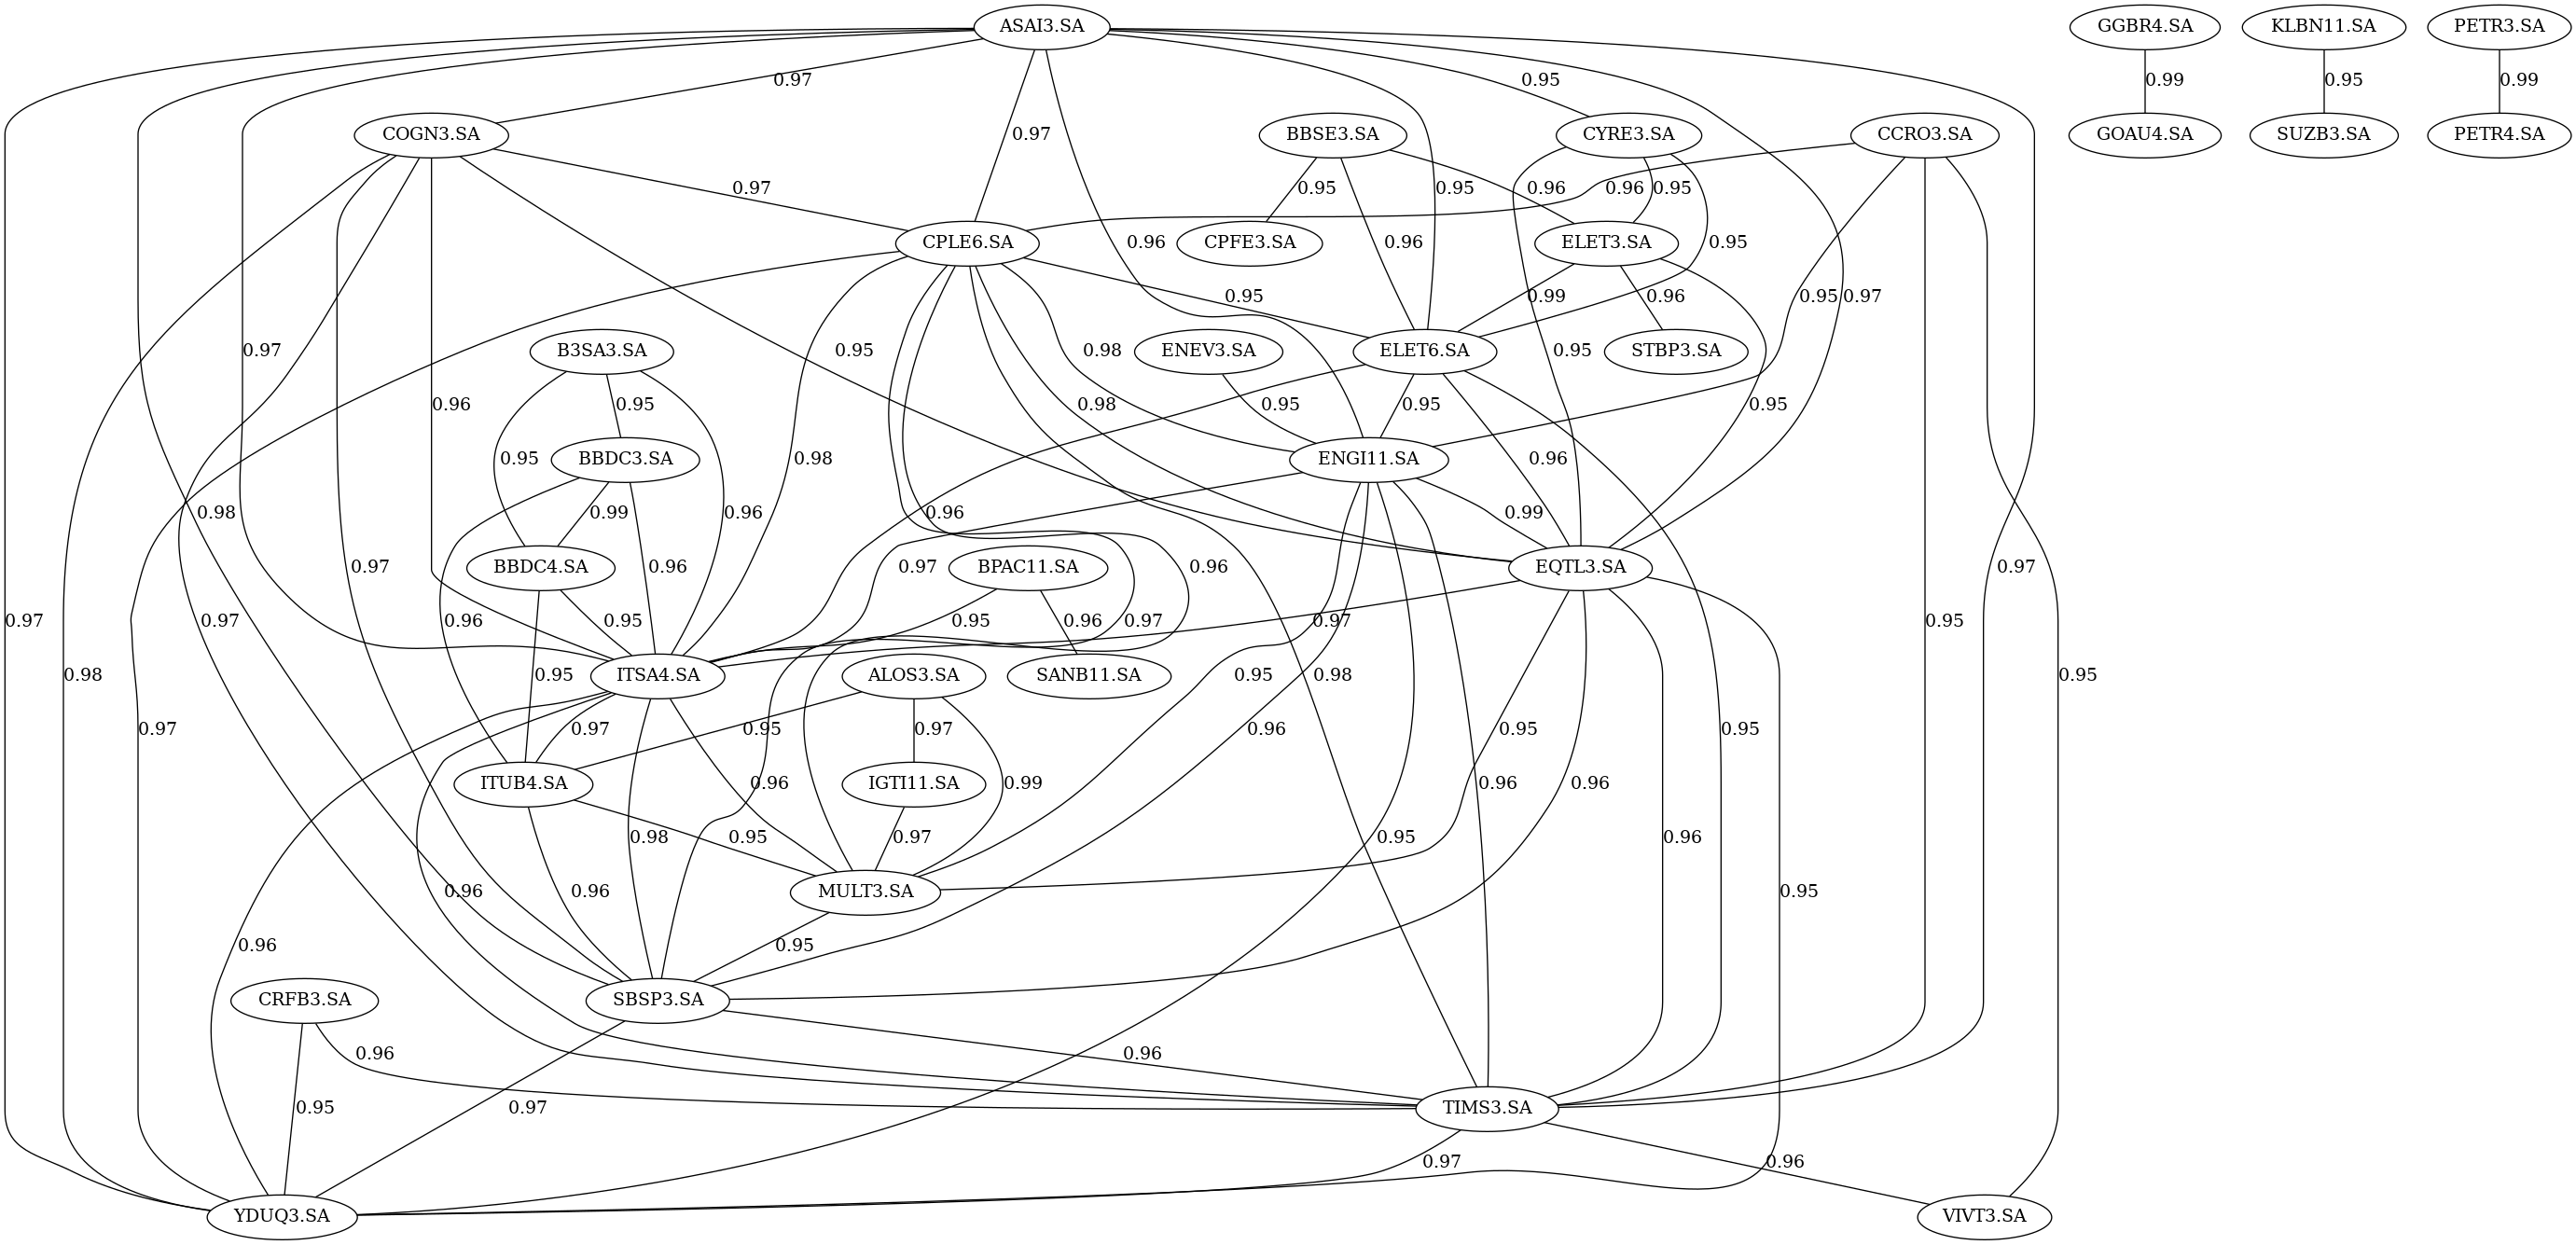 ASAI3.SA GGBR4.SA KLBN11.SA PETR3.SA
0.97 0.95 0.99 0.95 0.99
COGN3.SA 0.97 BBSE3.SA CYRE3.SA CCRO3.SA GOAU4.SA SUZB3.SA PETR4.SA
0.97 0.95 0.95 0.96 0.96 0.95
CPLE6.SA 0.96 CPFE3.SA 0.96 ELET3.SA 0.95
0.95 0.99 0.96 0.95 0.97
0.97 B3SA3.SA 0.95 0.98 ENEV3.SA ELET6.SA STBP3.SA
0.96 0.95 0.98 0.95 0.95 0.95
0.95 BBDC3.SA 0.98 ENGI11.SA 0.96
0.98 0.99 0.96 0.96 0.99
0.97 BBDC4.SA 0.96 0.97 BPAC11.SA 0.96 EQTL3.SA 0.97
0.97 0.97 0.96 0.95 0.95 0.96 0.97 0.97 0.95
0.98 0.95 ITSA4.SA ALOS3.SA SANB11.SA 0.95 0.98 0.95
0.97 0.97 0.95 0.97 0.96 0.95 0.95
ITUB4.SA 0.96 IGTI11.SA 0.99 0.96 0.96
0.98 0.95 0.97 0.95 0.96
0.96 0.96 MULT3.SA 0.95
0.96 0.95
CRFB3.SA SBSP3.SA
0.96 0.96
0.95 0.97 TIMS3.SA
0.97 0.96
YDUQ3.SA VIVT3.SA